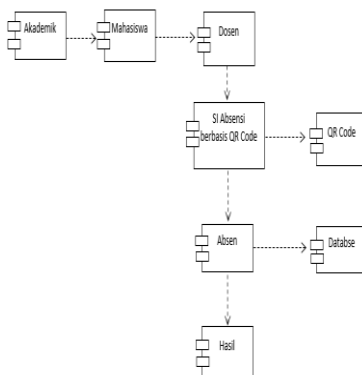 Akademik
Mahasiswa
Dosen
SI Absensi
berbasis QR Code
QR Code
Absen
Databse
Hasil